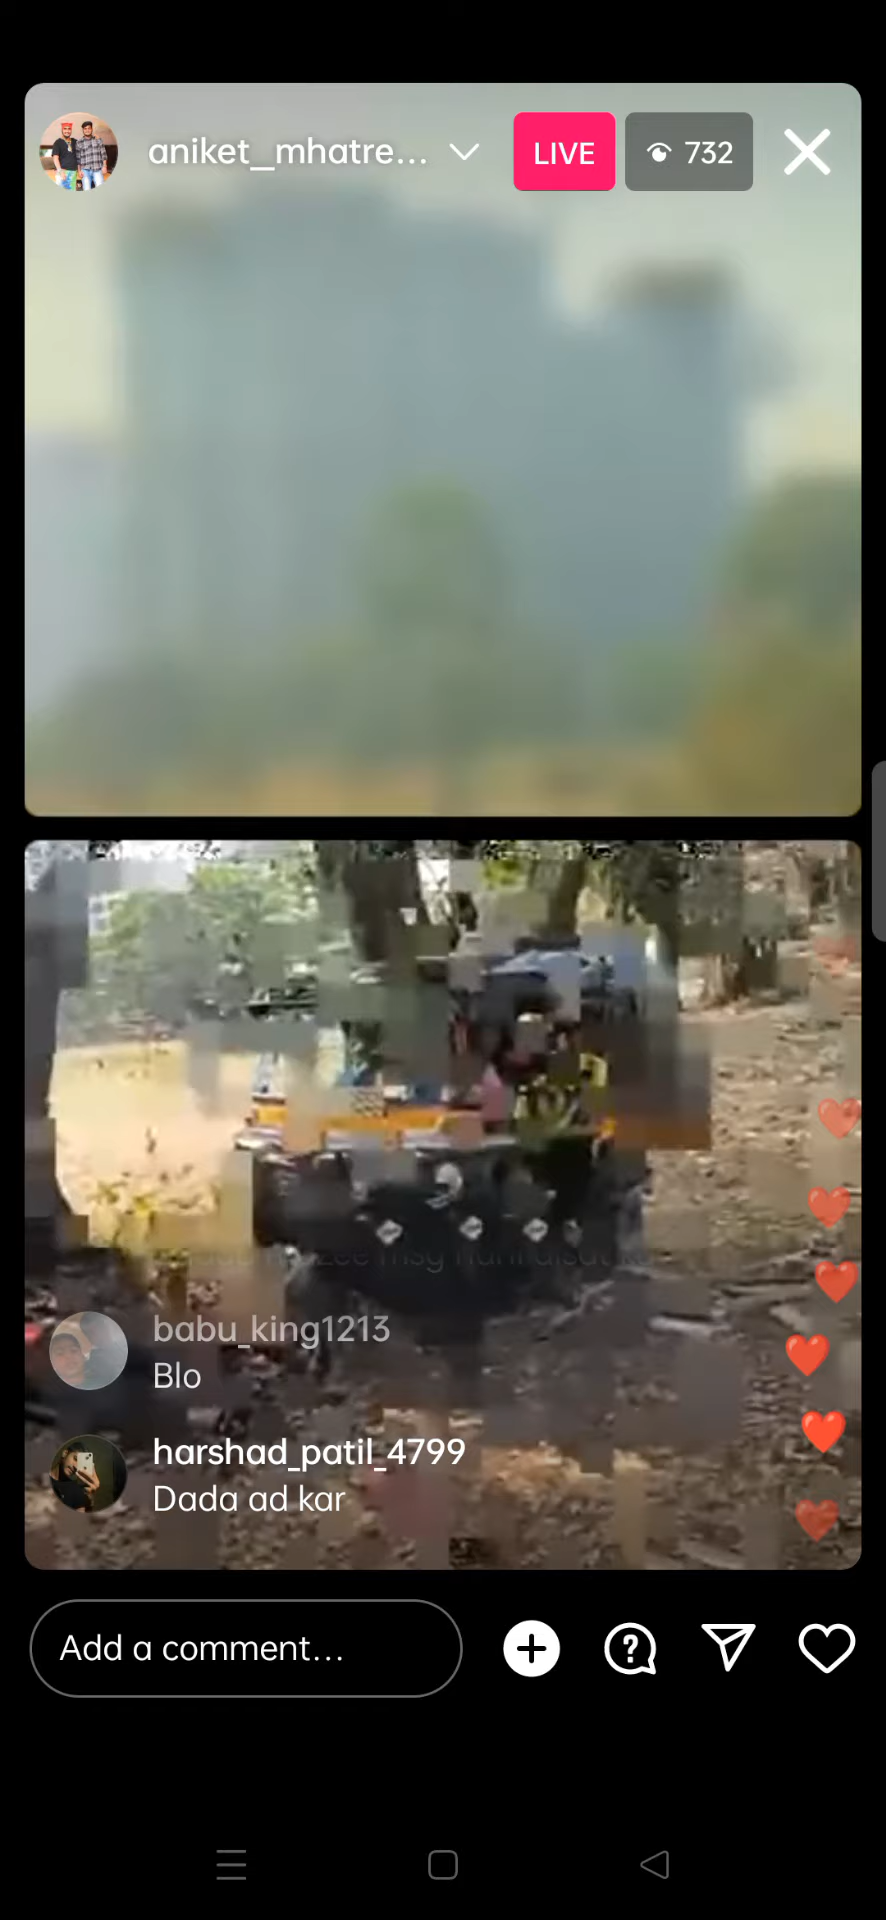 aniket_mhatre...
LIVE
732
babu_king1213
Blo
harshad_patil_4799
Dada ad kar
Add a comment...